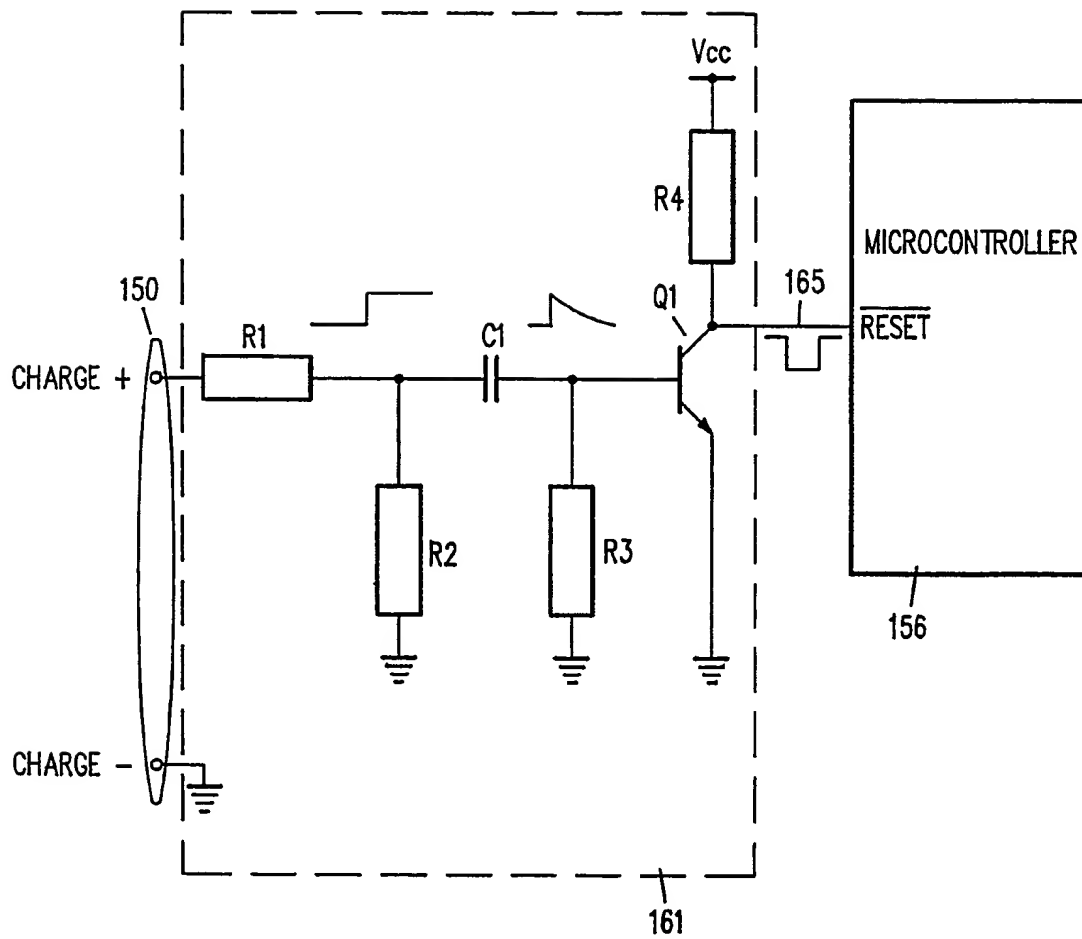 Vcc
R4
MICROCONTROLLER
165
Q1
RESET
150
R1
C1
CHARGE +
R2
R3
156
CHARGE -
161